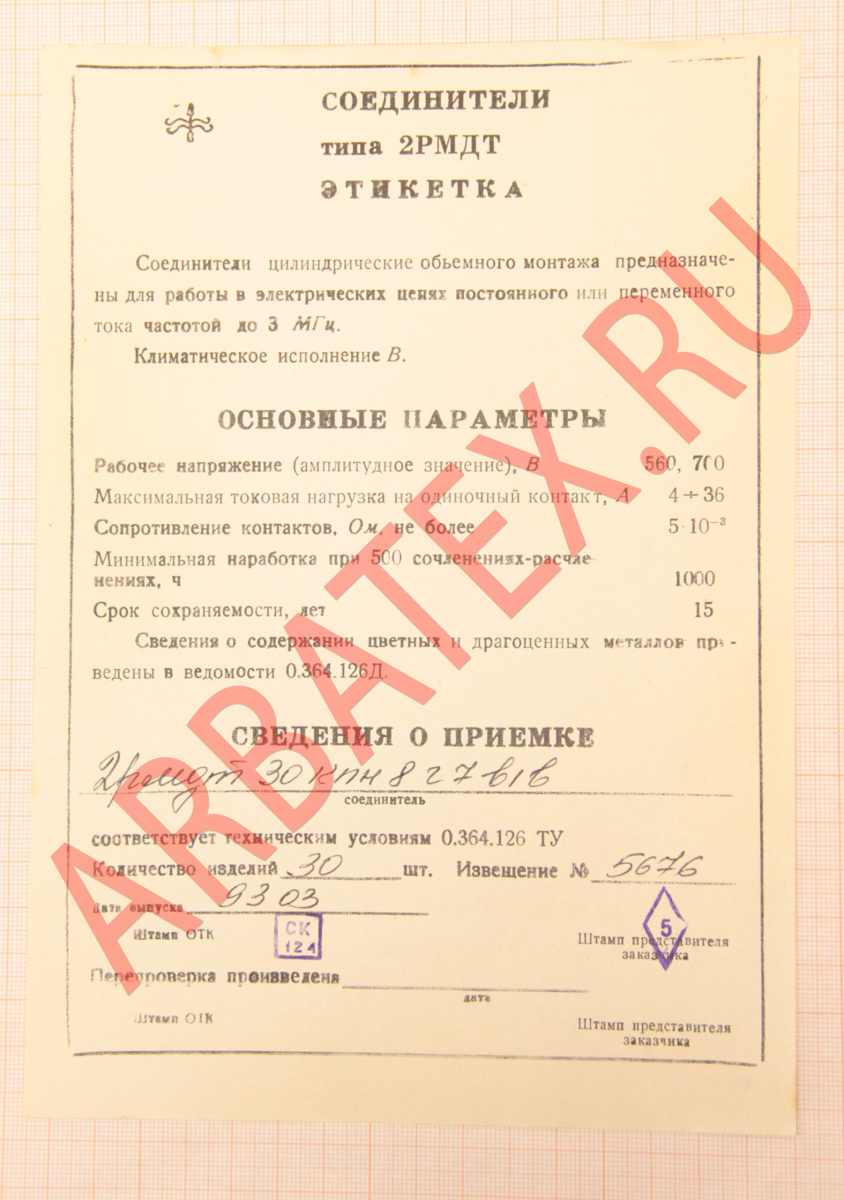 СОЕДИНИТЕЛИ
типа 2РМДТ
ЭТИКЕТКА
Соединители цилиндрические обьемного монтажа предназначе-
ны для работы в электрических цепях постоянного или переменного
тока частотой до 3 МГц.
Климатическое исполнение В.
ОСНОВНЫЕ ПАРАМЕТРЫ
Рабочее напряжение (амплитудное значение), В 560, 700
Максимальная токовая нагрузка на одиночный контакт, А 4÷36
Сопротивление контактов, Ом, не более 5·10⁻³
Минимальная наработка при 500 сочленениях-расчле-
нениях, ч 1000
Срок сохраняемости, лет 15
Сведения о содержании цветных и драгоценных металлов при-
ведены в ведомости 0.364.126Д.
СВЕДЕНИЯ О ПРИЕМКЕ
2рмдт 30 кпн 8 г 7 в1в
соединитель
соответствует техническим условиям 0.364.126 ТУ
Количество изделий 30 шт. Извещение № 5676
Дата выпуска 93 03
Штамп ОТК
СК
124
5
Штамп представителя
заказчика
Перепроверка произведена
дата
Штамп ОТК
Штамп представителя
заказчика
ARBATEX.RU